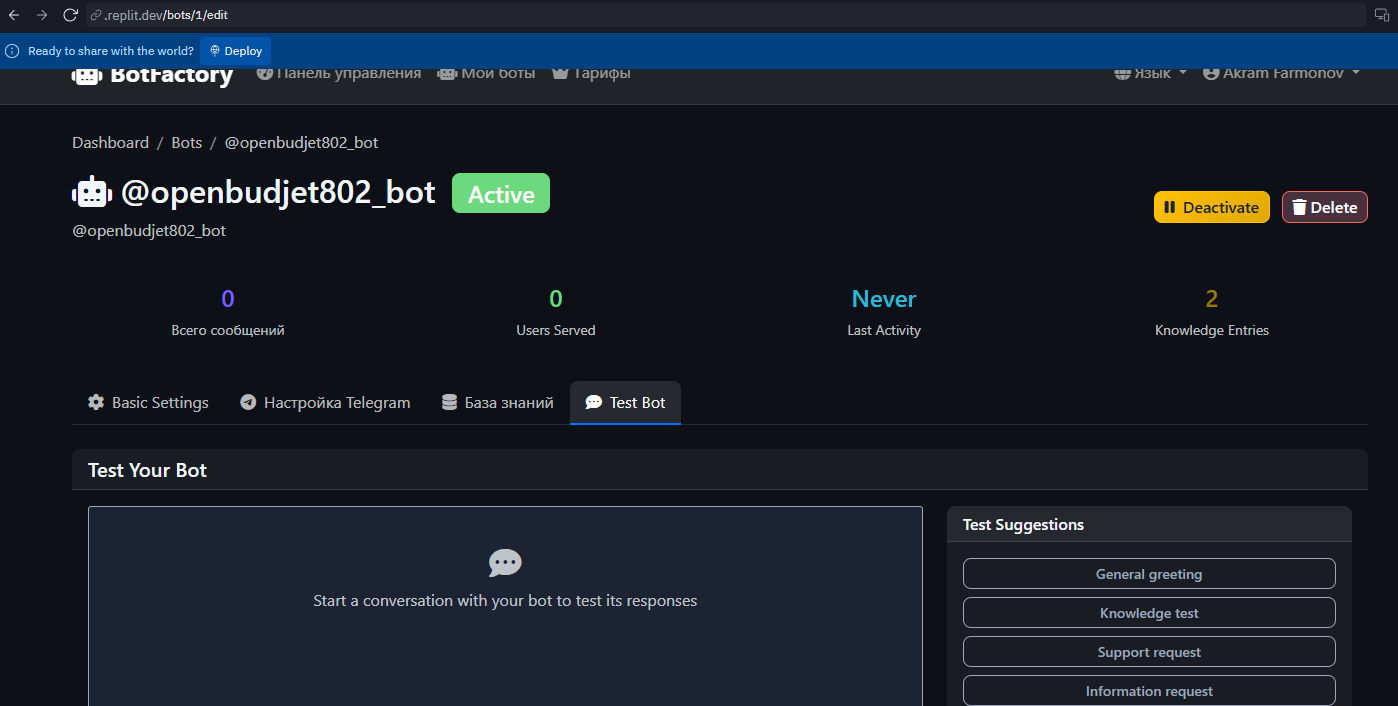 .replit.dev/bots/1/edit
Ready to share with the world? Deploy
BotFactory Панель управления Мои боты Тарифы Язык Akram Farmonov
Dashboard / Bots / @openbudjet802_bot
@openbudjet802_bot Active
Deactivate Delete
@openbudjet802_bot
0 0 Never 2
Всего сообщений Users Served Last Activity Knowledge Entries
Basic Settings Настройка Telegram База знаний Test Bot
Test Your Bot
Test Suggestions
General greeting
Start a conversation with your bot to test its responses
Knowledge test
Support request
Information request